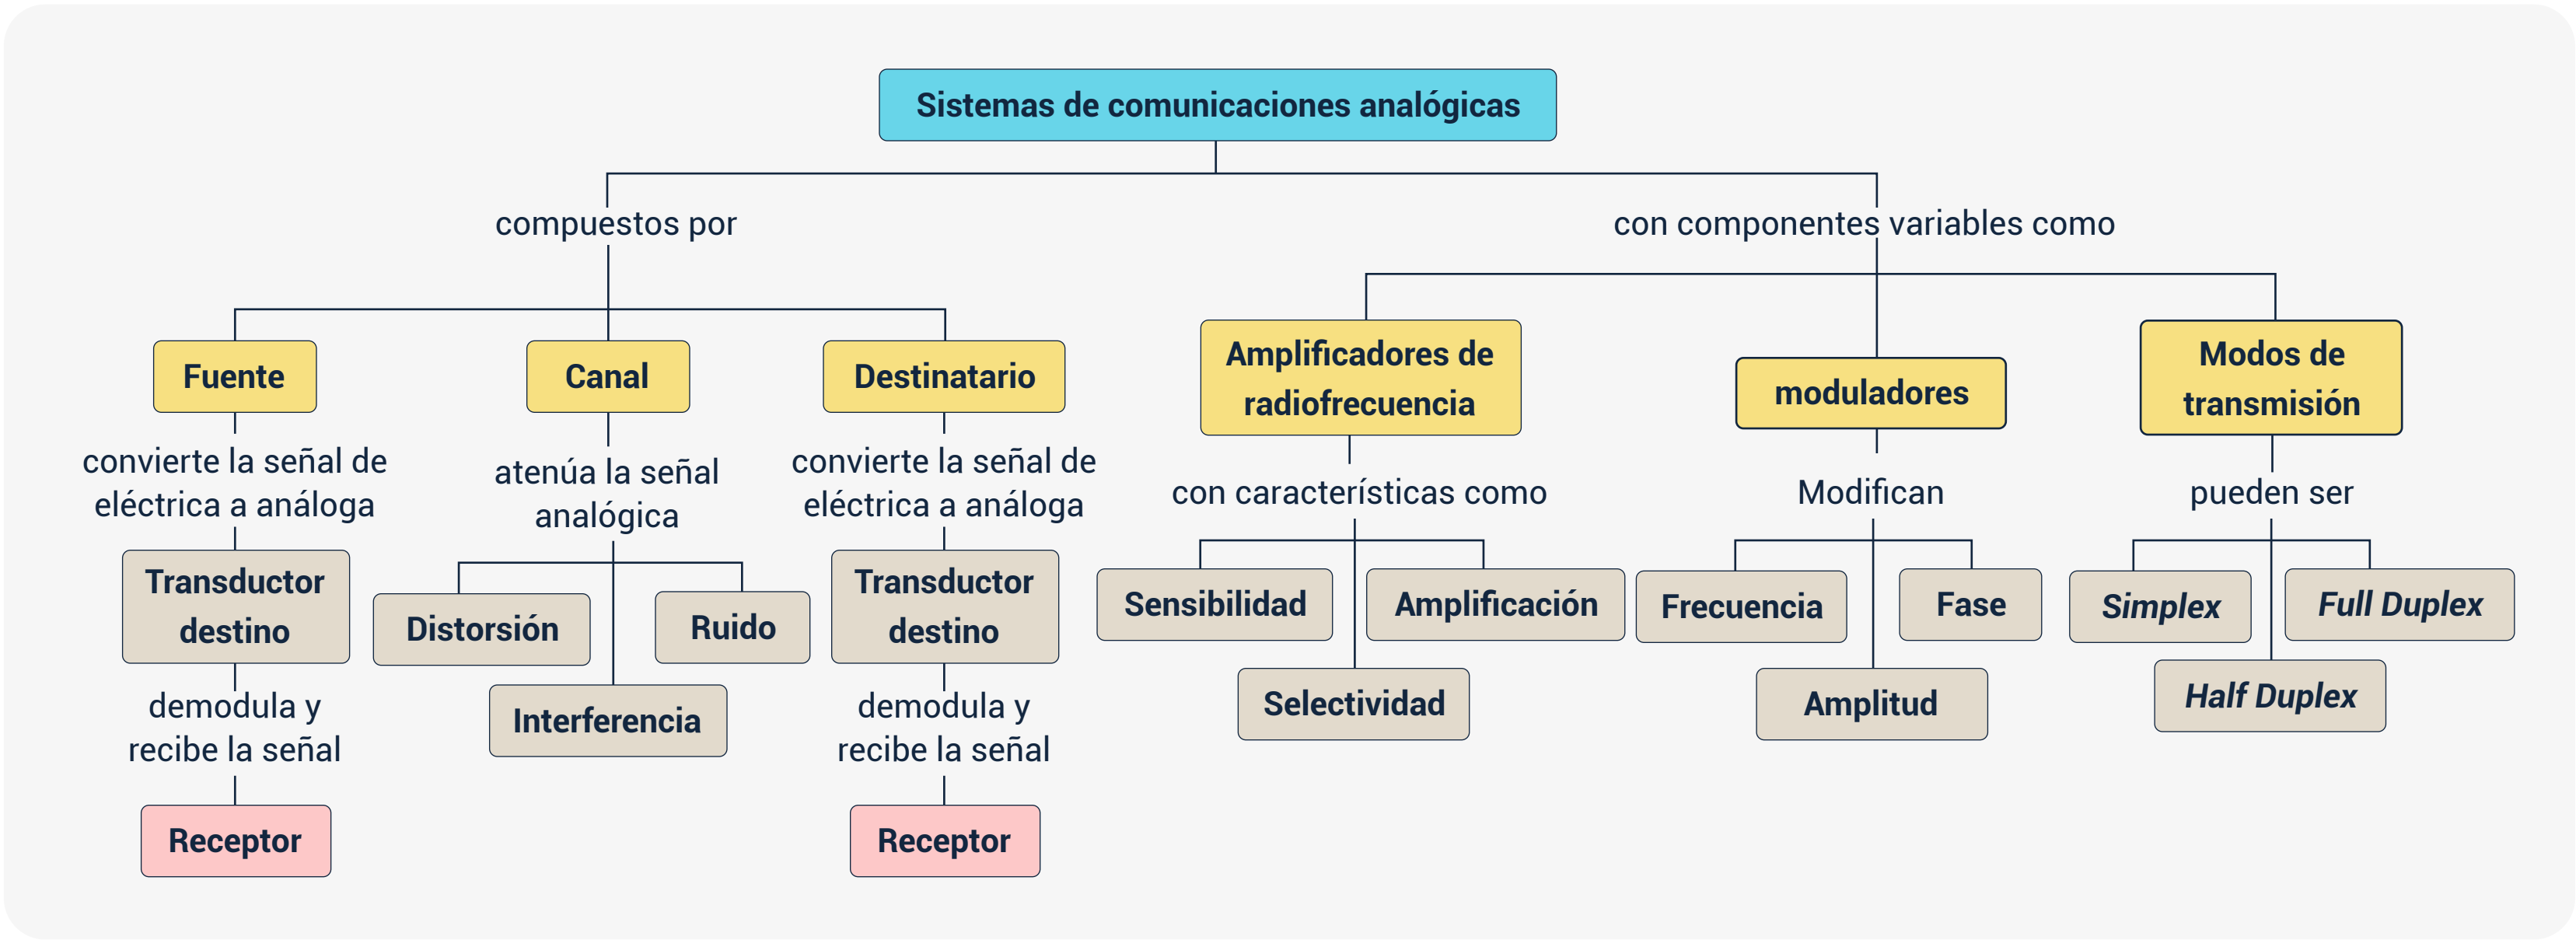 Sistemas de comunicaciones analógicas
compuestos por
con componentes variables como
Fuente
convierte la señal de
eléctrica a análoga
Transductor
destino
demodula y
recibe la señal
Receptor
Canal
atenúa la señal
analógica
Distorsión
Ruido
Interferencia
Destinatario
convierte la señal de
eléctrica a análoga
Transductor
destino
demodula y
recibe la señal
Receptor
Amplificadores de
radiofrecuencia
con características como
Sensibilidad
Amplificación
Selectividad
moduladores
Modifican
Frecuencia
Fase
Amplitud
Modos de
transmisión
pueden ser
Simplex
Full Duplex
Half Duplex